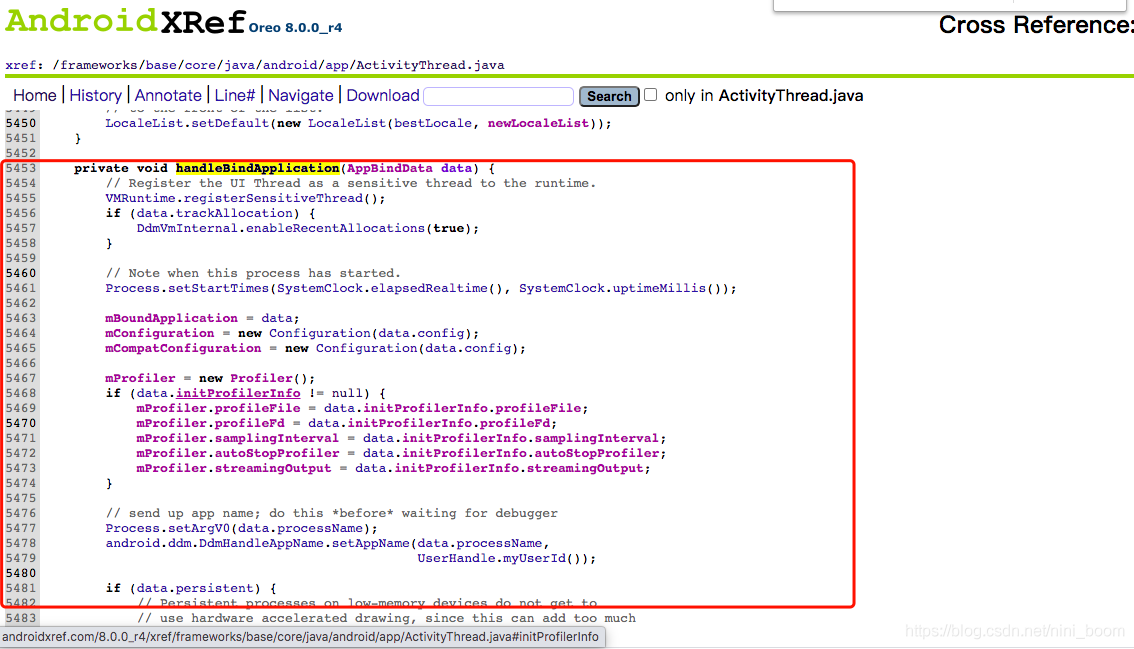 AndroidXRef Oreo 8.0.0_r4
Cross Reference:
xref: /frameworks/base/core/java/android/app/ActivityThread.java
Home | History | Annotate | Line# | Navigate | Download Search only in ActivityThread.java
5450 LocaleList.setDefault(new LocaleList(bestLocale, newLocaleList));
5451 }
5452
5453 private void handleBindApplication(AppBindData data) {
5454 // Register the UI Thread as a sensitive thread to the runtime.
5455 VMRuntime.registerSensitiveThread();
5456 if (data.trackAllocation) {
5457 DdmVmInternal.enableRecentAllocations(true);
5458 }
5459
5460 // Note when this process has started.
5461 Process.setStartTimes(SystemClock.elapsedRealtime(), SystemClock.uptimeMillis());
5462
5463 mBoundApplication = data;
5464 mConfiguration = new Configuration(data.config);
5465 mCompatConfiguration = new Configuration(data.config);
5466
5467 mProfiler = new Profiler();
5468 if (data.initProfilerInfo != null) {
5469 mProfiler.profileFile = data.initProfilerInfo.profileFile;
5470 mProfiler.profileFd = data.initProfilerInfo.profileFd;
5471 mProfiler.samplingInterval = data.initProfilerInfo.samplingInterval;
5472 mProfiler.autoStopProfiler = data.initProfilerInfo.autoStopProfiler;
5473 mProfiler.streamingOutput = data.initProfilerInfo.streamingOutput;
5474 }
5475
5476 // send up app name; do this *before* waiting for debugger
5477 Process.setArgV0(data.processName);
5478 android.ddm.DdmHandleAppName.setAppName(data.processName,
5479 UserHandle.myUserId());
5480
5481 if (data.persistent) {
5482 // Persistent processes on low-memory devices do not get to
5483 // use hardware accelerated drawing, since this can add too much
androidxref.com/8.0.0_r4/xref/frameworks/base/core/java/android/app/ActivityThread.java#initProfilerInfo
https://blog.csdn.net/nini_boom